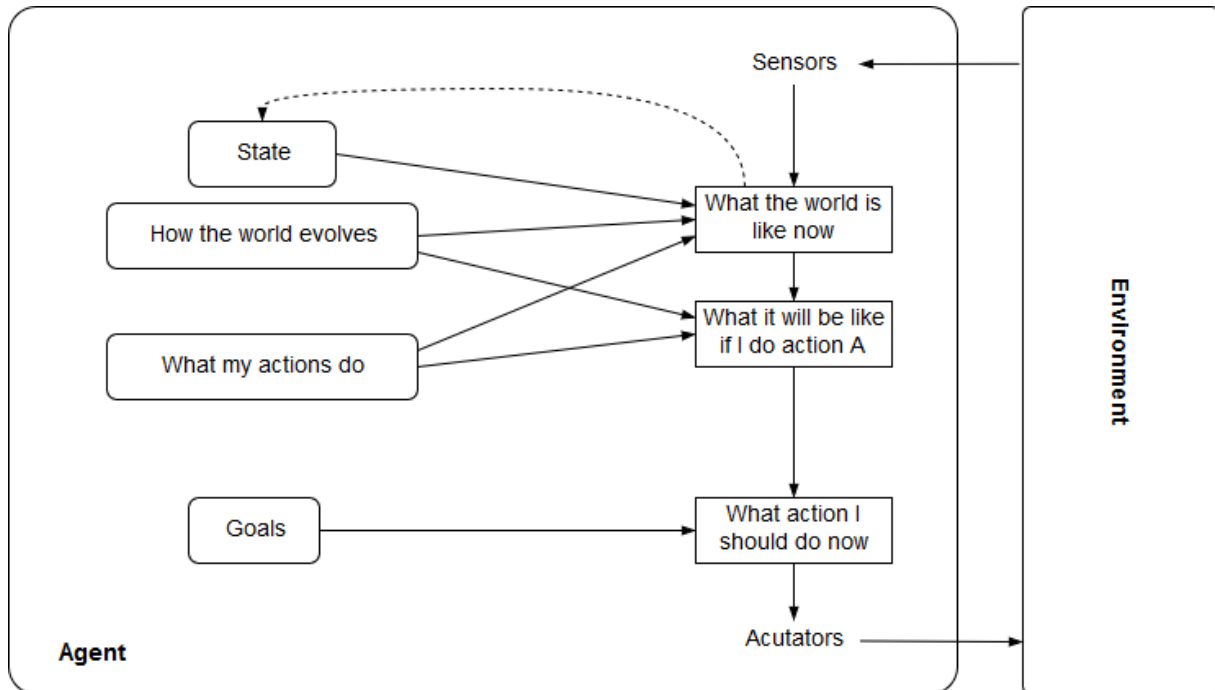 Sensors
State
What the world is
like now
How the world evolves
What it will be like
if I do action A
What my actions do
Environment
Goals
What action I
should do now
Acutators
Agent